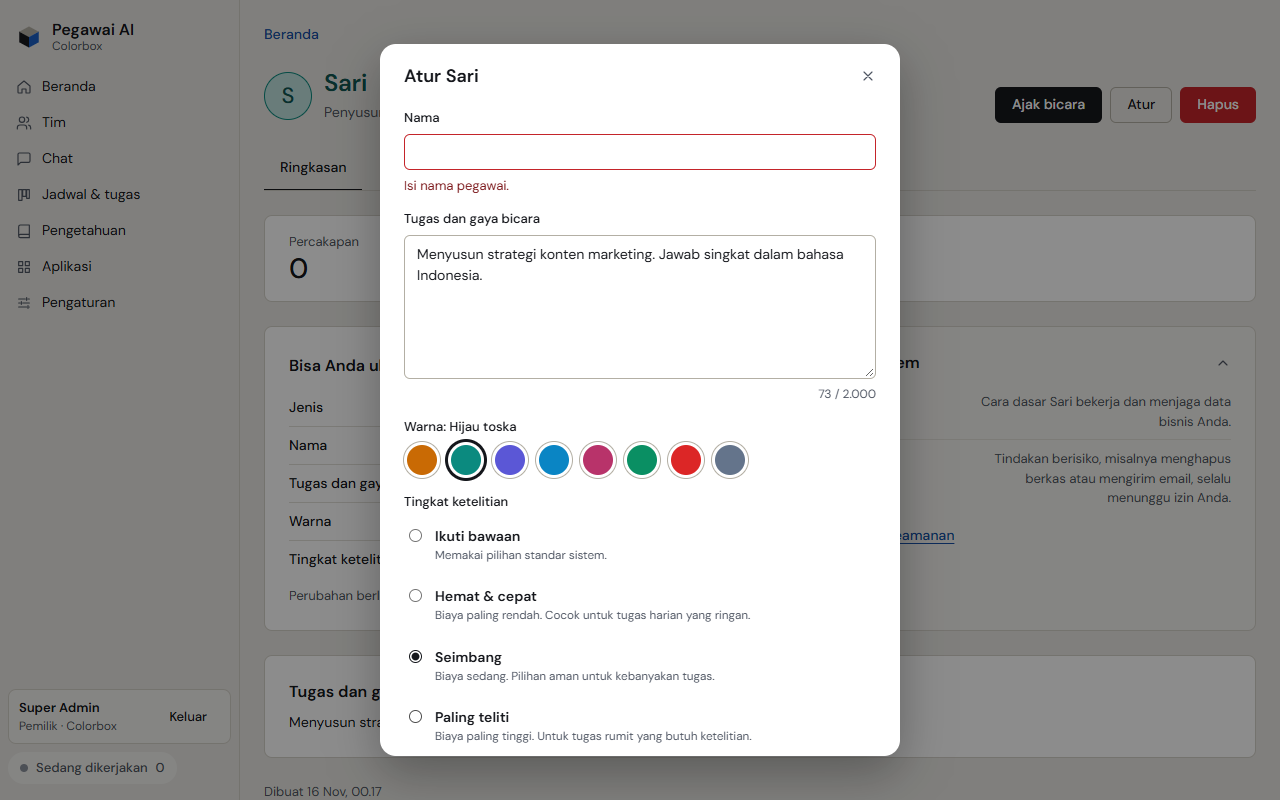 Pegawai AI
Colorbox
Beranda
Tim
Chat
Jadwal & tugas
Pengetahuan
Aplikasi
Pengaturan
Super Admin
Pemilik · Colorbox
Keluar
Sedang dikerjakan 0
Beranda
S
Sari
Ajak bicara
Atur
Hapus
Ringkasan
Percakapan
0
Jenis
Nama
Warna
Cara dasar Sari bekerja dan menjaga data
bisnis Anda.
Tindakan berisiko, misalnya menghapus
berkas atau mengirim email, selalu
menunggu izin Anda.
Dibuat 16 Nov, 00.17
Atur Sari
Nama
Isi nama pegawai.
Tugas dan gaya bicara
Menyusun strategi konten marketing. Jawab singkat dalam bahasa
Indonesia.
73 / 2.000
Warna: Hijau toska
Tingkat ketelitian
Ikuti bawaan
Memakai pilihan standar sistem.
Hemat & cepat
Biaya paling rendah. Cocok untuk tugas harian yang ringan.
Seimbang
Biaya sedang. Pilihan aman untuk kebanyakan tugas.
Paling teliti
Biaya paling tinggi. Untuk tugas rumit yang butuh ketelitian.